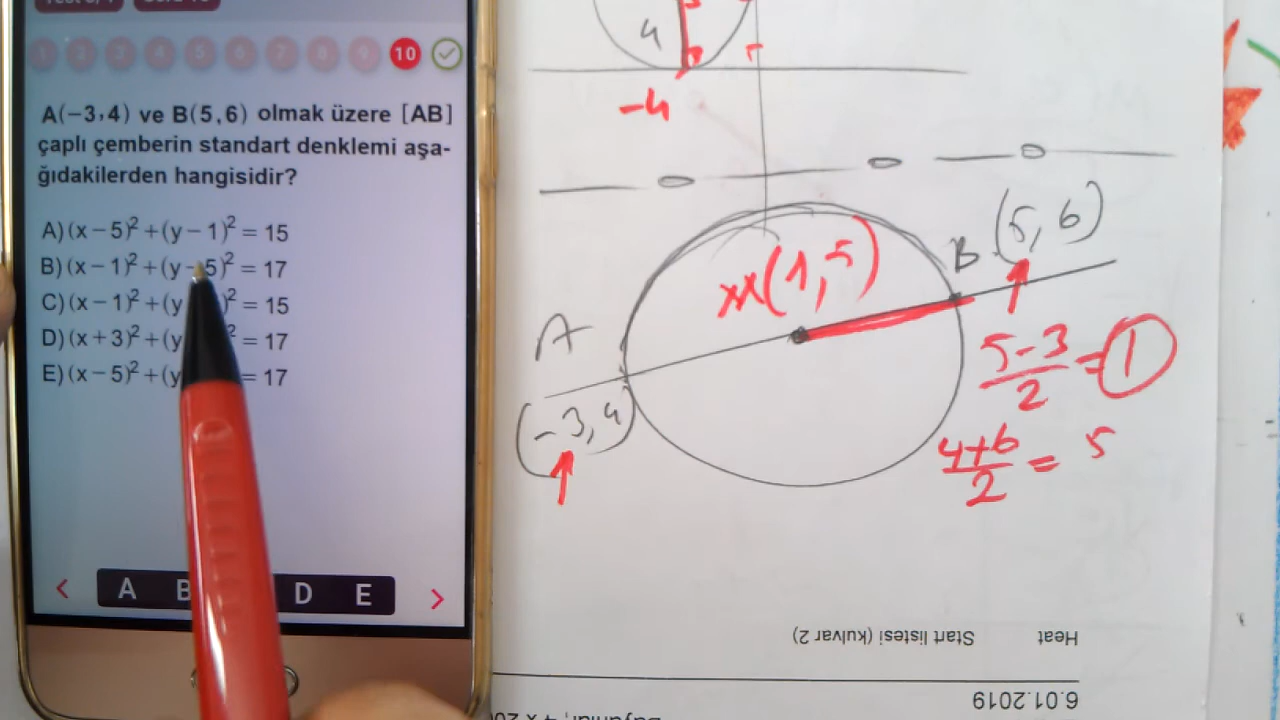 10
A(−3,4) ve B(5,6) olmak üzere [AB]
çaplı çemberin standart denklemi aşa-
ğıdakilerden hangisidir?
A) (x − 5)² + (y − 1)² = 15
B) (x − 1)² + (y − 5)² = 17
C) (x − 1)² + (y )² = 15
D) (x + 3)² + (y ² = 17
E) (x − 5)² + (y = 17
< A B D E >
4
-4
A
(-3,4)
(1,5)
B (5,6)
5-3/2 = 1
4+6/2 = 5
Heat Start listesi (kulvar 2)
6.01.2019